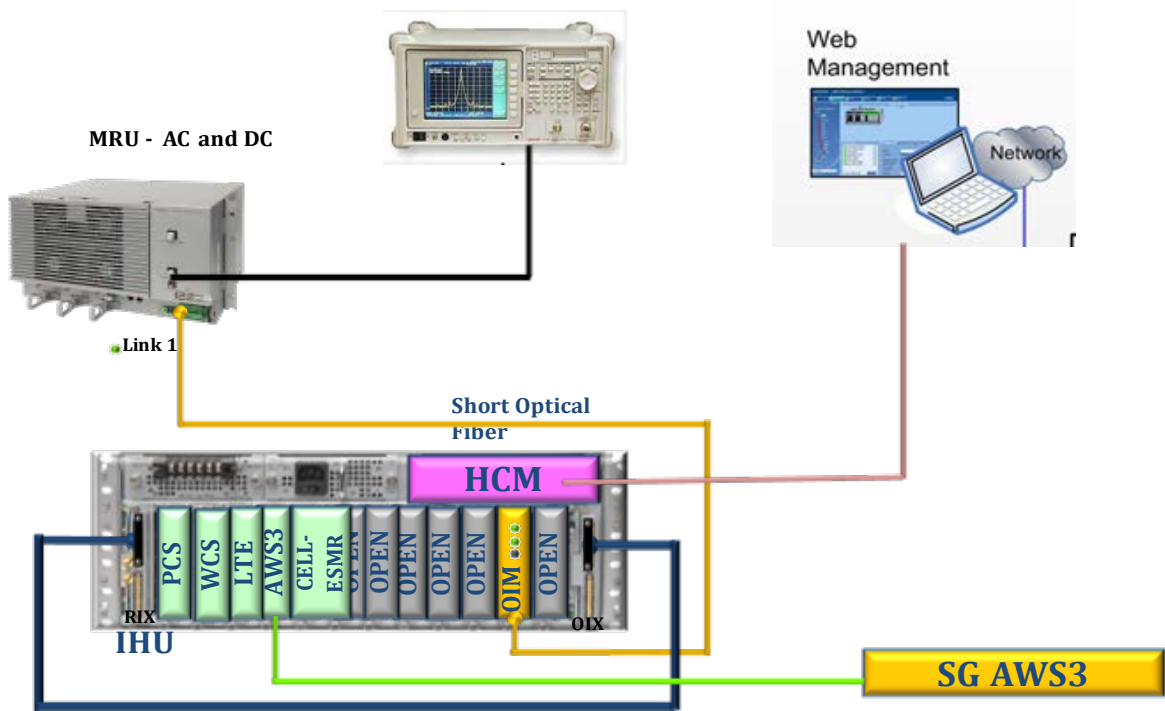 Web
Management
MRU - AC and DC
Network
Link 1
Short Optical
Fiber
HCM
PCS
WCS
LTE
AWS3
CELL-
ESMR
OPEN
OPEN
OPEN
OPEN
OPEN
OIM
OPEN
RIX
OIX
IHU
SG AWS3